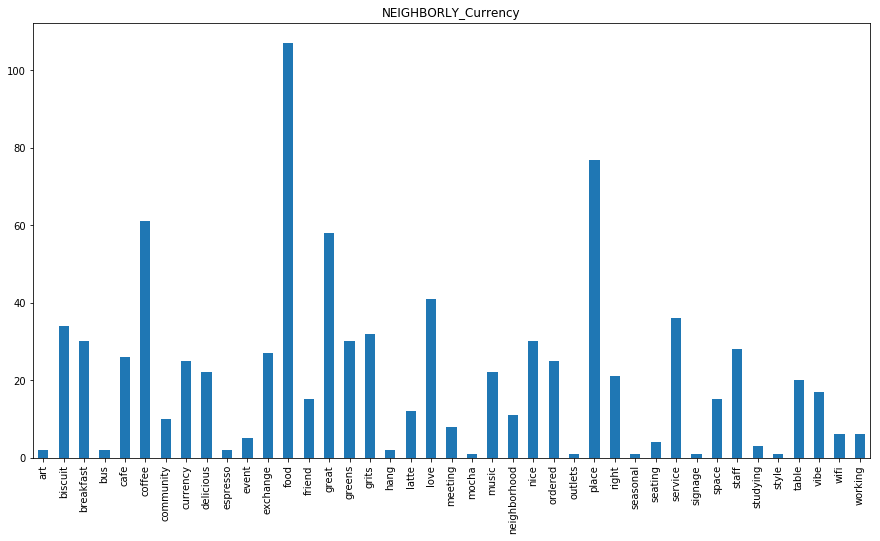 NEIGHBORLY_Currency
100
80
60
40
20
0
art
biscuit
breakfast
bus
cafe
coffee
community
currency
delicious
espresso
event
exchange
food
friend
great
greens
grits
hang
latte
love
meeting
mocha
music
neighborhood
nice
ordered
outlets
place
right
seasonal
seating
service
signage
space
staff
studying
style
table
vibe
wifi
working